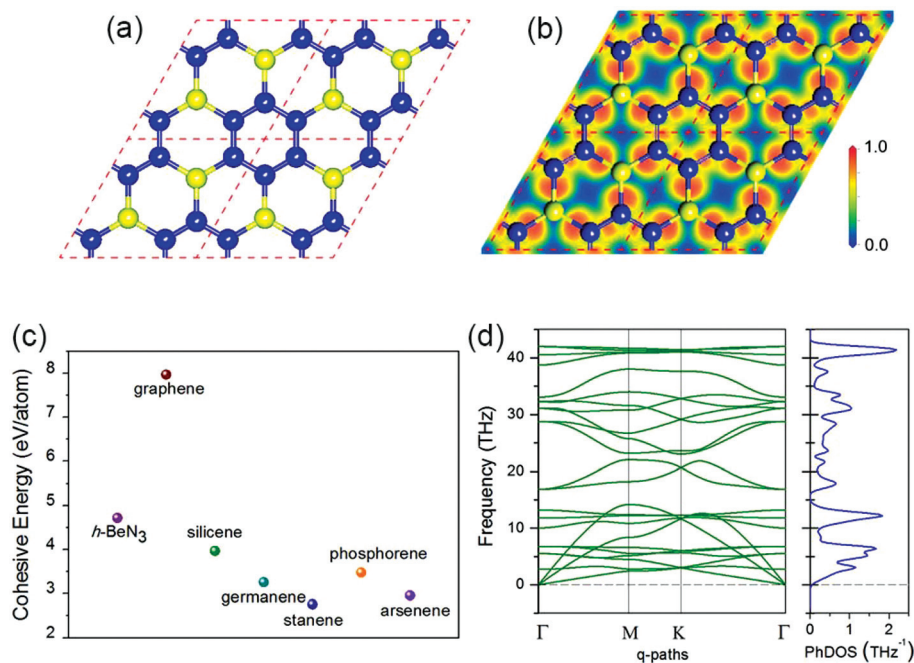 (a)
(b)
1.0
0.0
(c)
Cohesive Energy (eV/atom)
8
7
6
5
4
3
2
graphene
h-BeN3
silicene
germanene
stanene
phosphorene
arsenene
(d)
Frequency (THz)
40
30
20
10
0
Γ M K Γ
q-paths
0 1 2
PhDOS (THz-1)